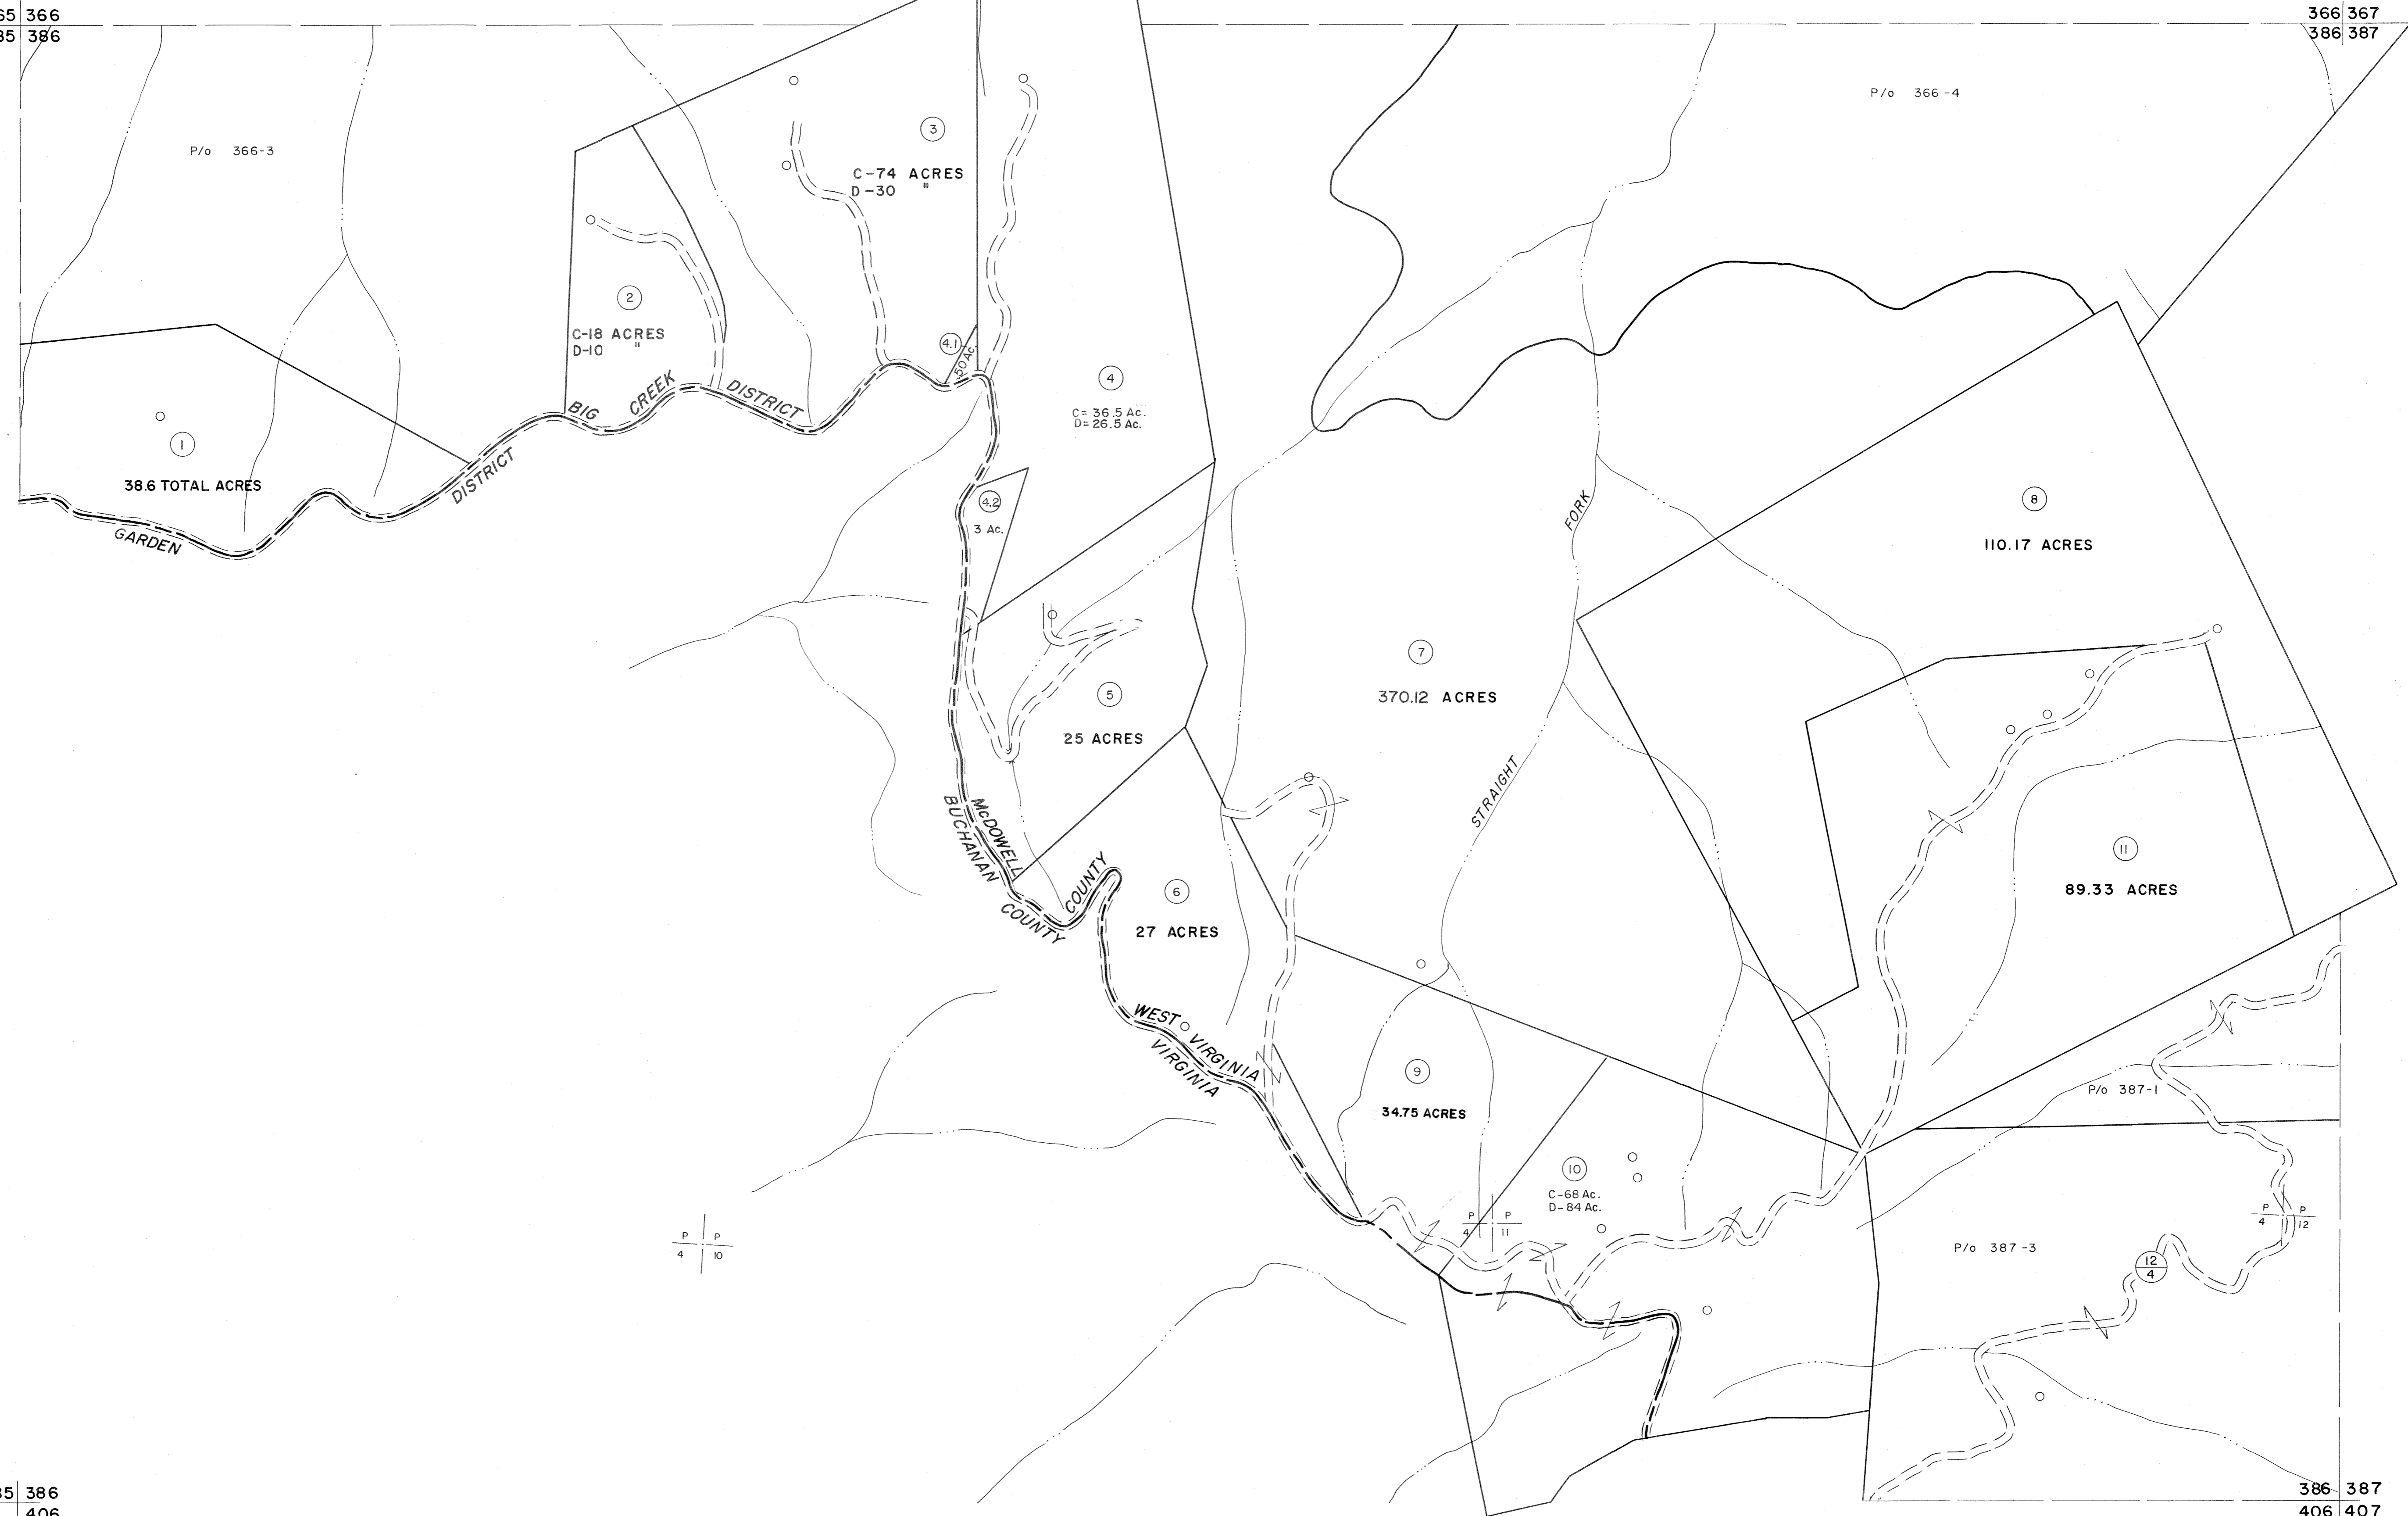 65 366
85 386
366 367
386 387
P/o 366-3
P/o 366-4
3
C-74 ACRES
D-30 "
2
C-18 ACRES
D-10 "
4.1
.50 Ac.
4
C= 36.5 Ac.
D= 26.5 Ac.
1
38.6 TOTAL ACRES
BIG CREEK DISTRICT
GARDEN DISTRICT
4.2
3 Ac.
STRAIGHT FORK
8
110.17 ACRES
7
370.12 ACRES
5
25 ACRES
McDOWELL COUNTY
BUCHANAN COUNTY
6
27 ACRES
11
89.33 ACRES
WEST VIRGINIA
VIRGINIA
9
34.75 ACRES
P/o 387-1
10
C-68 Ac.
D-84 Ac.
P P
4 11
P P
4 12
P P
4 10
P/o 387-3
12
4
85 386
406
386 387
406 407